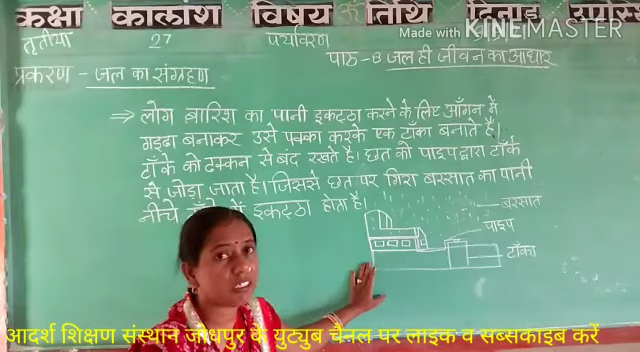 कक्षा कालांश विषय तिथि दिनाड़
Made with KINEMASTER
तृतीया 27 पर्यावरण
पाठ-8 जल ही जीवन का आधार
प्रकरण - जल का संग्रहण
⇒ लोग बारिश का पानी इकट्ठा करने के लिए आँगन में
गड्ढा बनाकर उसे पक्का करके एक टाँका बनाते है।
टाँके को ढक्कन से बंद रखते है। छत को पाइप द्वारा टाँके
से जोड़ा जाता है। जिससे छत पर गिरा बरसात का पानी
नीचे में इकट्ठा होता है।
बरसात
पाइप
टाँका
आदर्श शिक्षण संस्थान जोधपुर के युट्युब चैनल पर लाइक व सब्सकाइब करें